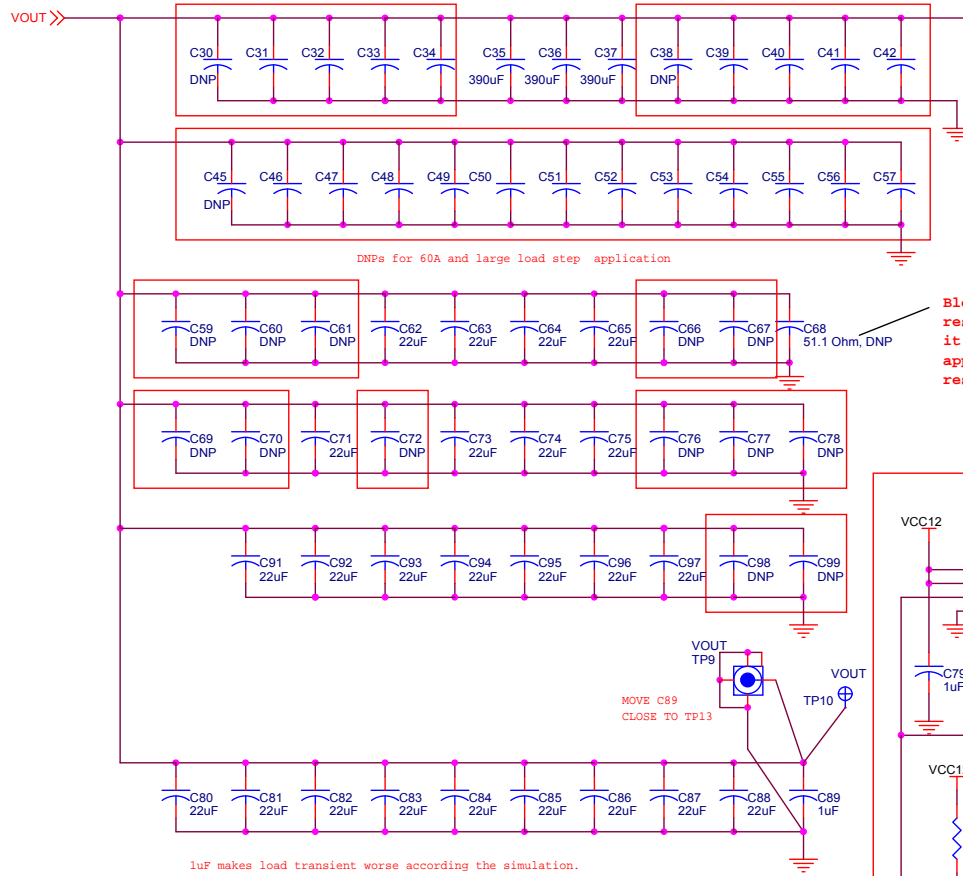 VOUT
C30 C31 C32 C33 C34 C35 C36 C37 C38 C39 C40 C41 C42
DNP 390uF 390uF 390uF DNP
C45 C46 C47 C48 C49 C50 C51 C52 C53 C54 C55 C56 C57
DNP
DNPs for 60A and large load step application
C59 C60 C61 C62 C63 C64 C65 C66 C67 C68
DNP DNP DNP 22uF 22uF 22uF 22uF DNP DNP 51.1 Ohm, DNP
C69 C70 C71 C72 C73 C74 C75 C76 C77 C78
DNP DNP 22uF DNP 22uF 22uF 22uF DNP DNP DNP
VCC12
C91 C92 C93 C94 C95 C96 C97 C98 C99
22uF 22uF 22uF 22uF 22uF 22uF 22uF DNP DNP
VOUT
TP9
VOUT
TP10
MOVE C89
CLOSE TO TP13
C79
1uF
C80 C81 C82 C83 C84 C85 C86 C87 C88 C89
22uF 22uF 22uF 22uF 22uF 22uF 22uF 22uF 22uF 1uF
1uF makes load transient worse according the simulation.